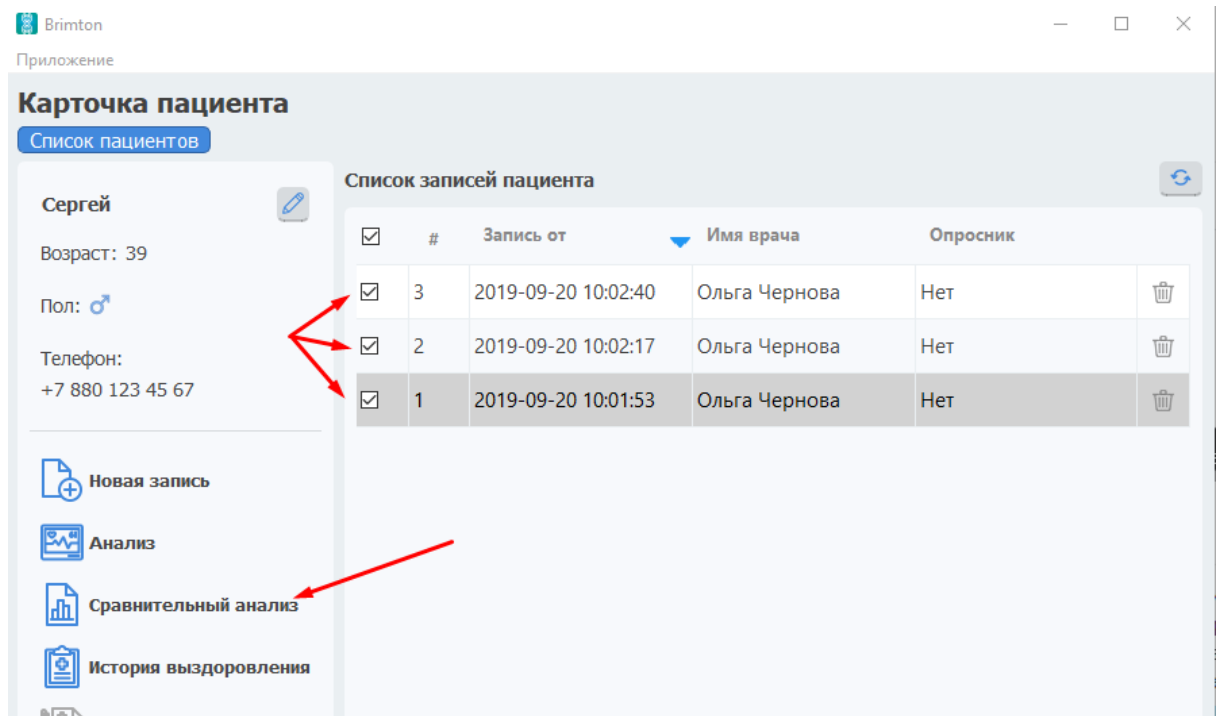 Brimton
Приложение
Карточка пациента
Список пациентов
Сергей
Возраст: 39
Пол:
Телефон:
+7 880 123 45 67
Новая запись
Анализ
Сравнительный анализ
История выздоровления
Список записей пациента
# Запись от Имя врача Опросник
3 2019-09-20 10:02:40 Ольга Чернова Нет
2 2019-09-20 10:02:17 Ольга Чернова Нет
1 2019-09-20 10:01:53 Ольга Чернова Нет